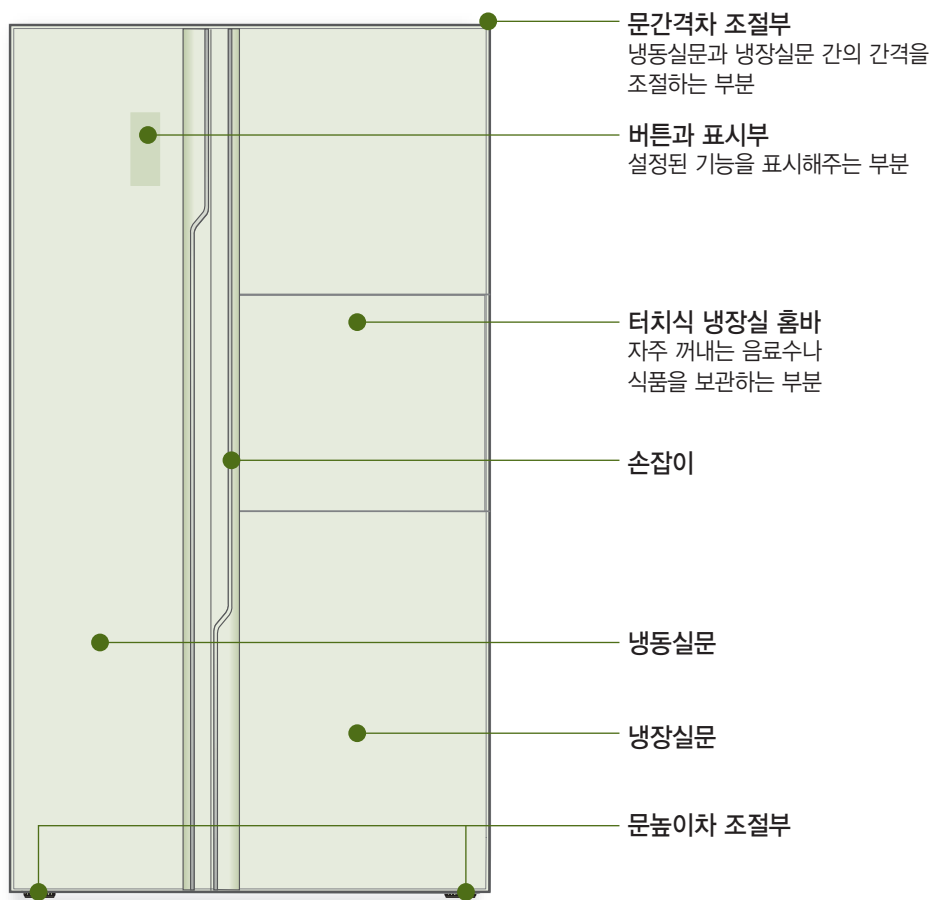 문간격차 조절부
냉동실문과 냉장실문 간의 간격을
조절하는 부분
버튼과 표시부
설정된 기능을 표시해주는 부분
터치식 냉장실 홈바
자주 꺼내는 음료수나
식품을 보관하는 부분
손잡이
냉동실문
냉장실문
문높이차 조절부